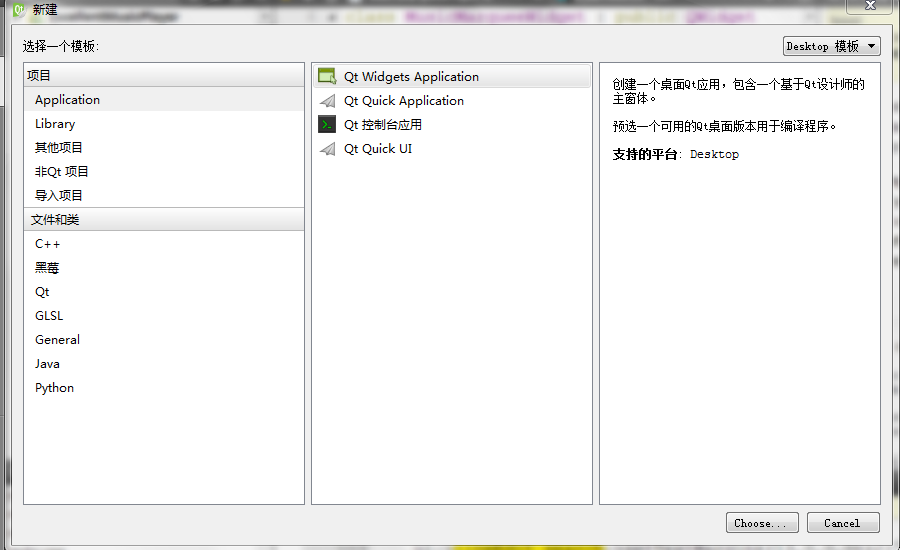 新建
class MusicMarqueeWidget : public QWidget
选择一个模板:
Desktop 模板
项目
Application
Library
其他项目
非Qt 项目
导入项目
文件和类
C++
黑莓
Qt
GLSL
General
Java
Python
Qt Widgets Application
Qt Quick Application
Qt 控制台应用
Qt Quick UI
创建一个桌面Qt应用，包含一个基于Qt设计师的
主窗体。
预选一个可用的Qt桌面版本用于编译程序。
支持的平台: Desktop
Choose...
Cancel